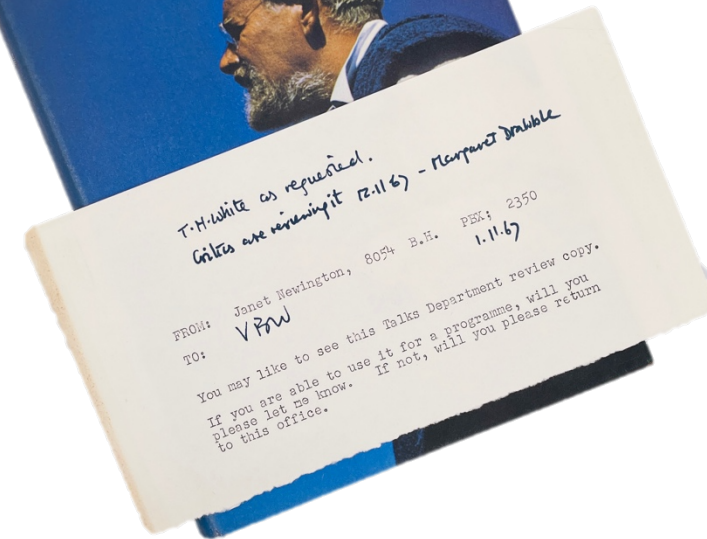 T.H.White as requested.
Critics are reviewing it 12.11.67 - Margaret Drabble
FROM: Janet Newington, 8054 B.H. PBX; 2350
1.11.67
TO: VBW
You may like to see this Talks Department review copy.
If you are able to use it for a programme, will you
please let me know. If not, will you please return
to this office.